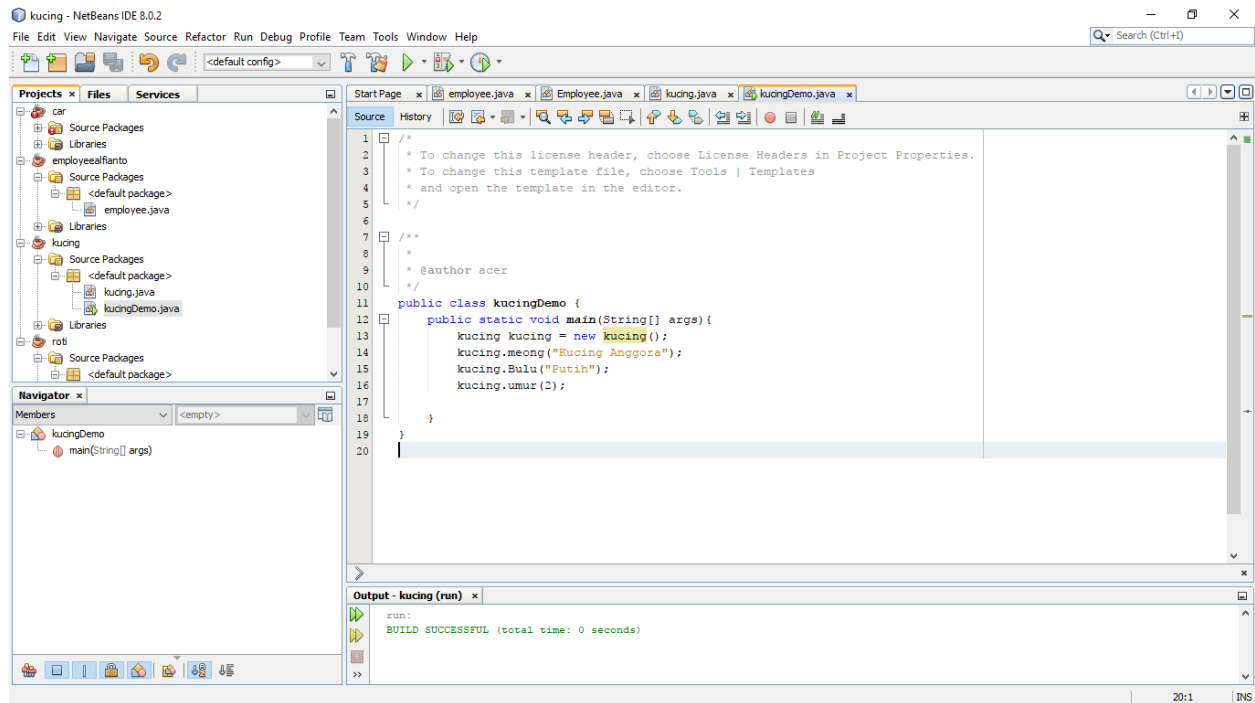 kucing - NetBeans IDE 8.0.2
File Edit View Navigate Source Refactor Run Debug Profile Team Tools Window Help
Search (Ctrl+I)
<default config>
Projects Files Services
car
Source Packages
Libraries
employeealfianto
Source Packages
<default package>
employee.java
Libraries
kucing
Source Packages
<default package>
kucing.java
kucingDemo.java
Libraries
roti
Source Packages
<default package>
Navigator
Members <empty>
kucingDemo
main(String[] args)
Start Page employee.java Employee.java kucing.java kucingDemo.java
Source History
1 /*
2 * To change this license header, choose License Headers in Project Properties.
3 * To change this template file, choose Tools | Templates
4 * and open the template in the editor.
5 */
6
7 /**
8 *
9 * @author acer
10 */
11 public class kucingDemo {
12 public static void main(String[] args){
13 kucing kucing = new kucing();
14 kucing.meong("Kucing Anggora");
15 kucing.Bulu("Putih");
16 kucing.umur(2);
17
18 }
19 }
20
Output - kucing (run)
run:
BUILD SUCCESSFUL (total time: 0 seconds)
20:1 INS